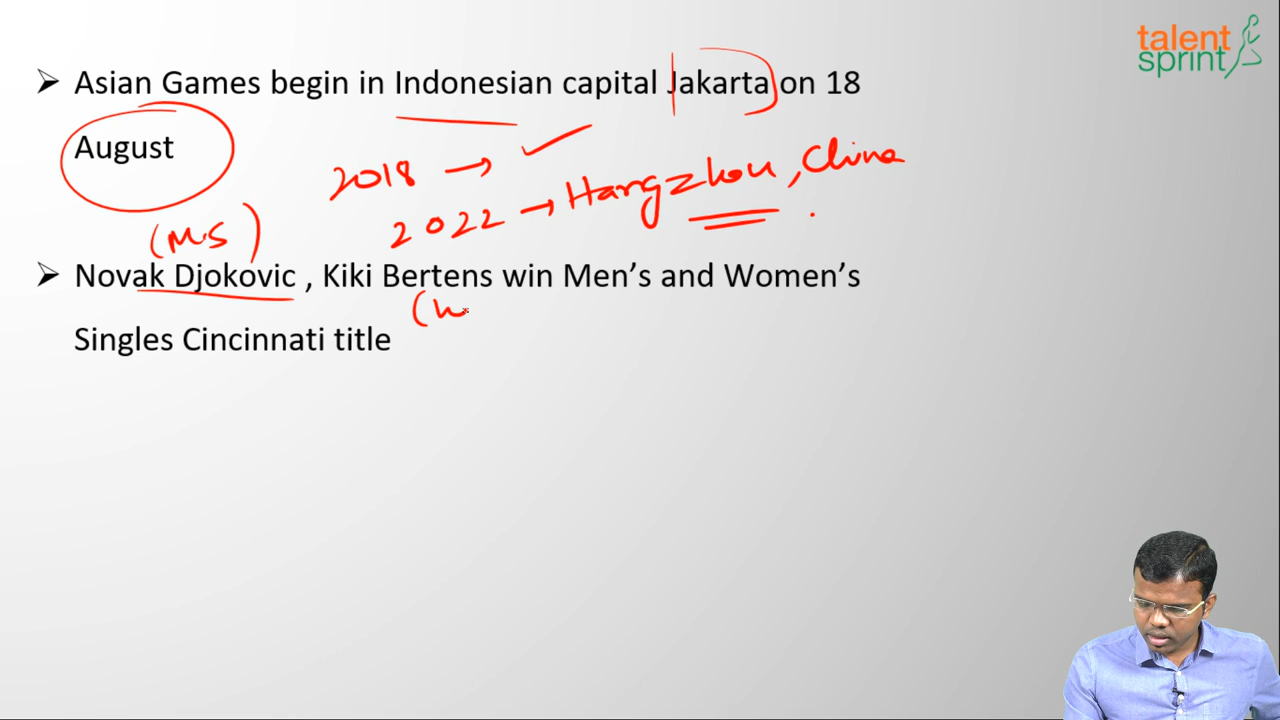 talent
sprint
➢ Asian Games begin in Indonesian capital Jakarta on 18
August
2018 →
2022 → Hangzhou, China
(M.S)
➢ Novak Djokovic , Kiki Bertens win Men’s and Women’s
Singles Cincinnati title